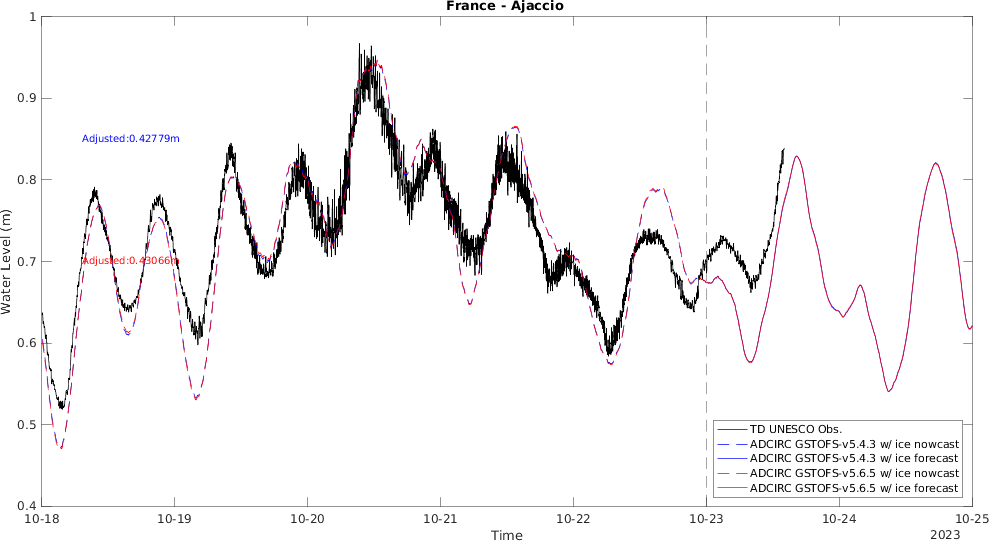 France - Ajaccio
1
0.9
0.8
0.7
0.6
0.5
0.4
Water Level (m)
Adjusted:0.42779m
Adjusted:0.43066m
TD UNESCO Obs.
ADCIRC GSTOFS-v5.4.3 w/ ice nowcast
ADCIRC GSTOFS-v5.4.3 w/ ice forecast
ADCIRC GSTOFS-v5.6.5 w/ ice nowcast
ADCIRC GSTOFS-v5.6.5 w/ ice forecast
10-18 10-19 10-20 10-21 10-22 10-23 10-24 10-25
Time
2023